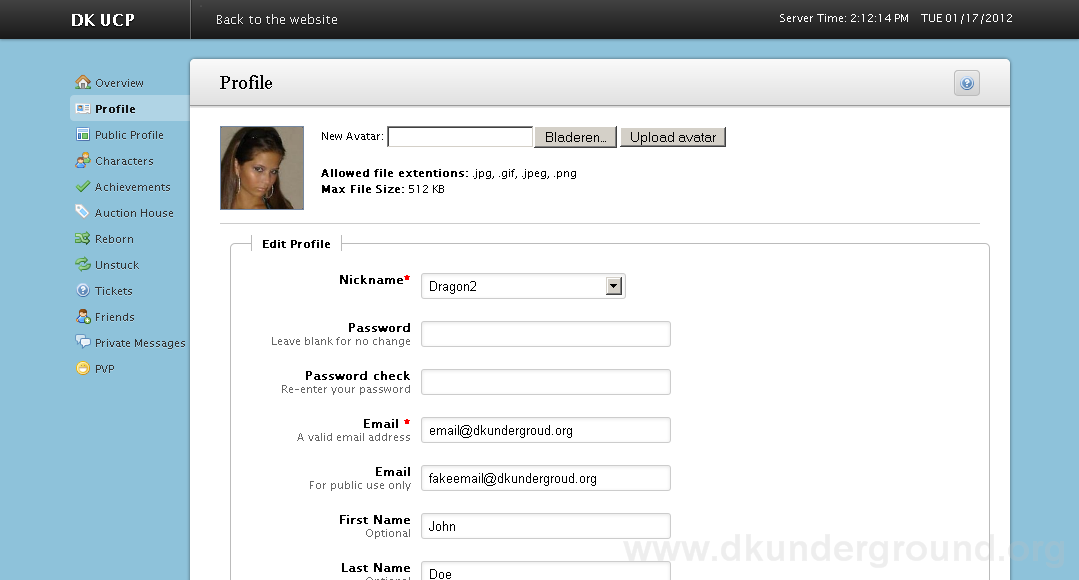 DK UCP
Back to the website
Server Time: 2:12:14 PM TUE 01/17/2012
Overview
Profile
Public Profile
Characters
Achievements
Auction House
Reborn
Unstuck
Tickets
Friends
Private Messages
PVP
Profile
New Avatar: Bladeren... Upload avatar
Allowed file extentions: .jpg, .gif, .jpeg, .png
Max File Size: 512 KB
Edit Profile
Nickname* Dragon2
Password
Leave blank for no change
Password check
Re-enter your password
Email * email@dkundergroud.org
A valid email address
Email fakeemail@dkundergroud.org
For public use only
First Name John
Optional
www.dkunderground.org
Last Name Doe
Optional